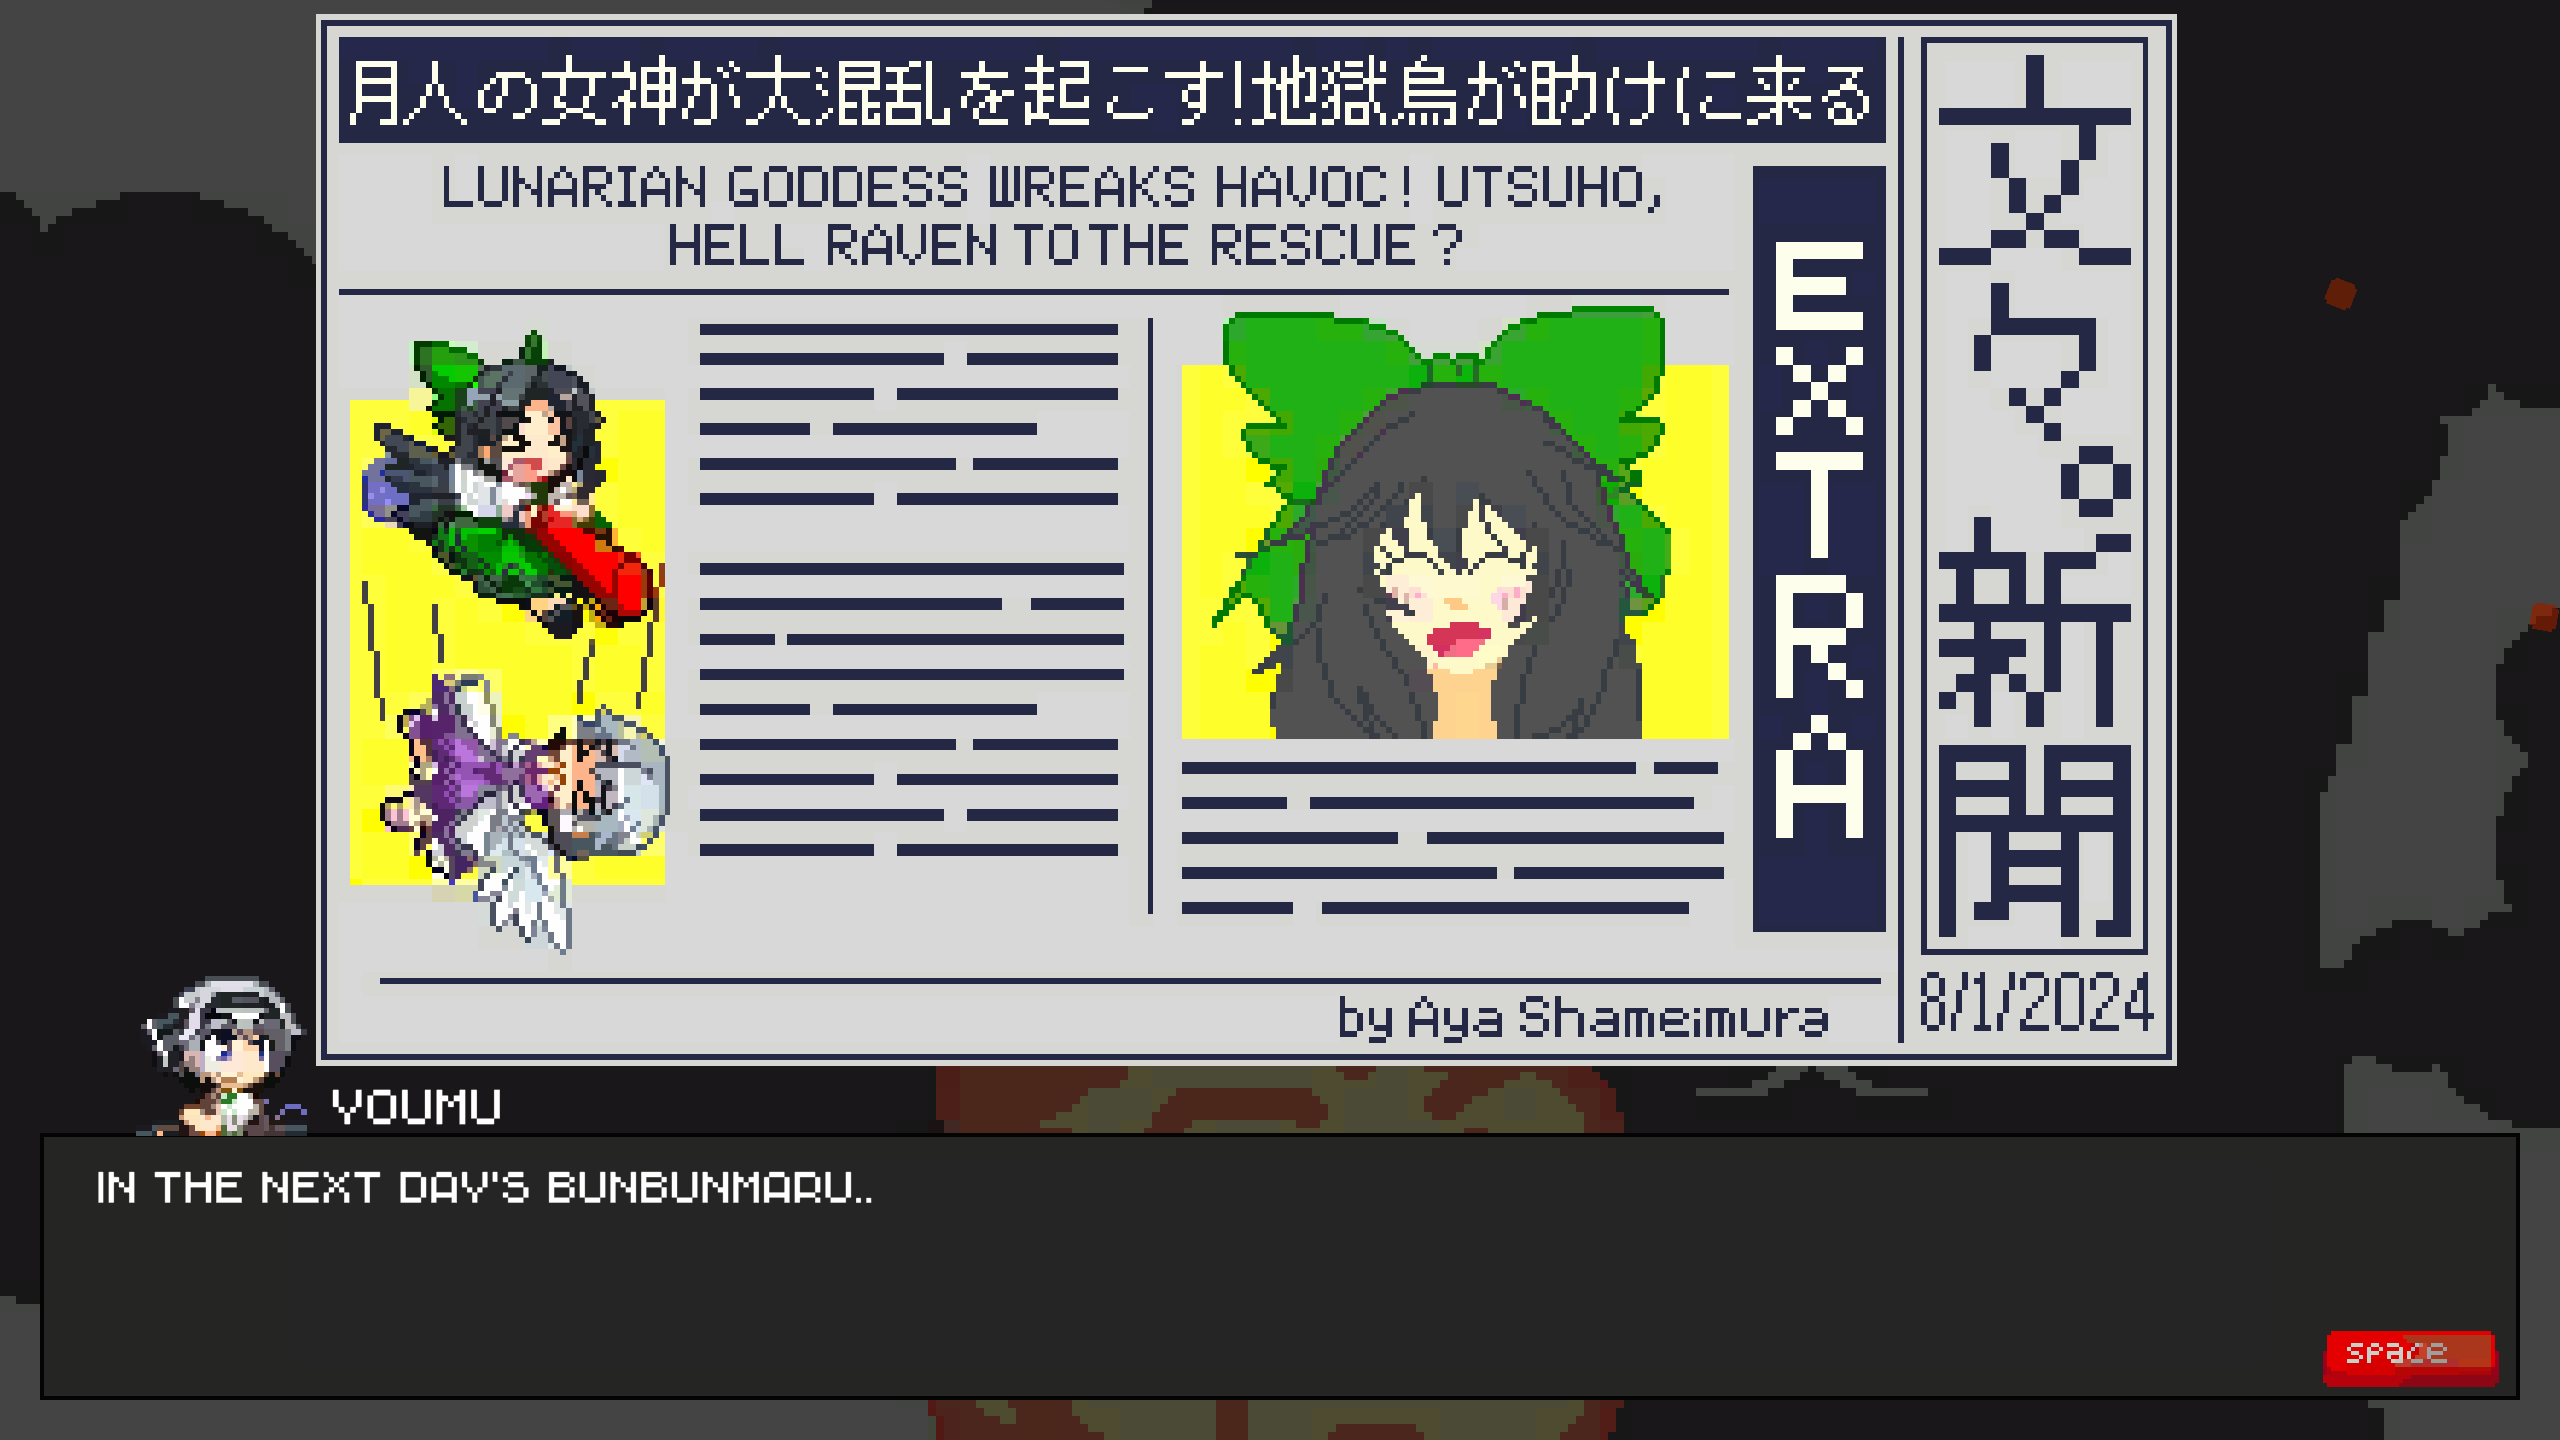 月人の女神が大混乱を起こす!地獄烏が助けに来る
LUNARIAN GODDESS WREAKS HAVOC! UTSUHO,
HELL RAVEN TO THE RESCUE?
EXTRA
文々。新聞
8/1/2024
by Aya Shameimura
YOUMU
IN THE NEXT DAY'S BUNBUNMARU..
space